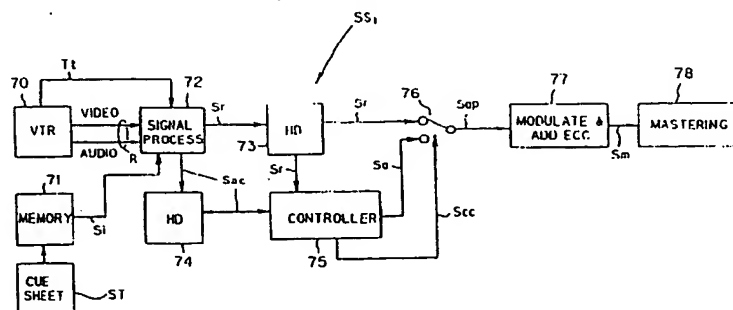 SS1
70
Tt
72
VTR
VIDEO
AUDIO
R
SIGNAL
PROCESS
Sr
HD
73
Sr
76
Sap
77
MODULATE &
ADD ECC
Sm
78
MASTERING
71
MEMORY
Si
Sac
HD
74
Sac
Sr
CONTROLLER
75
Sa
Scc
CUE
SHEET
ST